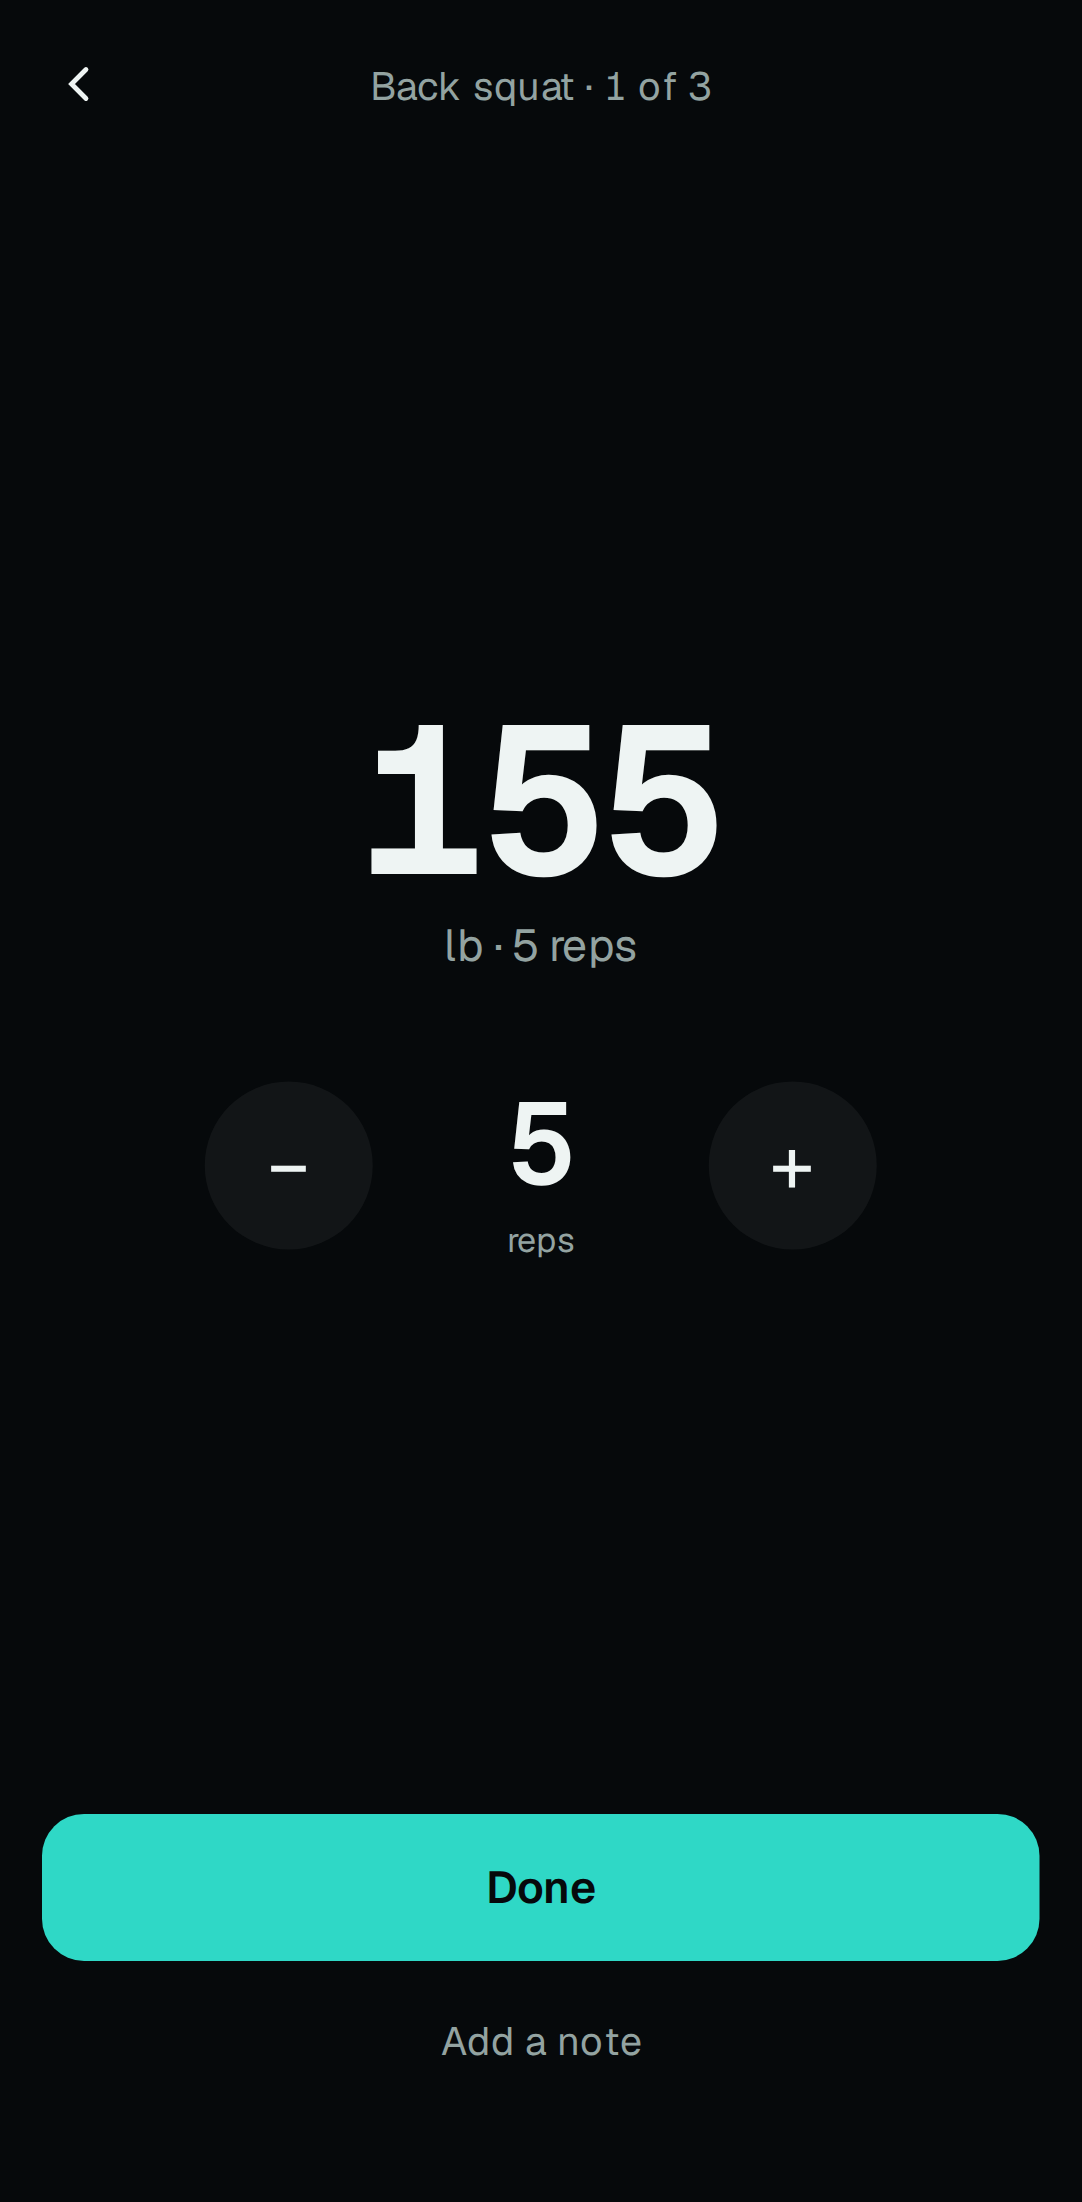 Back squat · 1 of 3
155
lb · 5 reps
− 5 +
reps
Done
Add a note